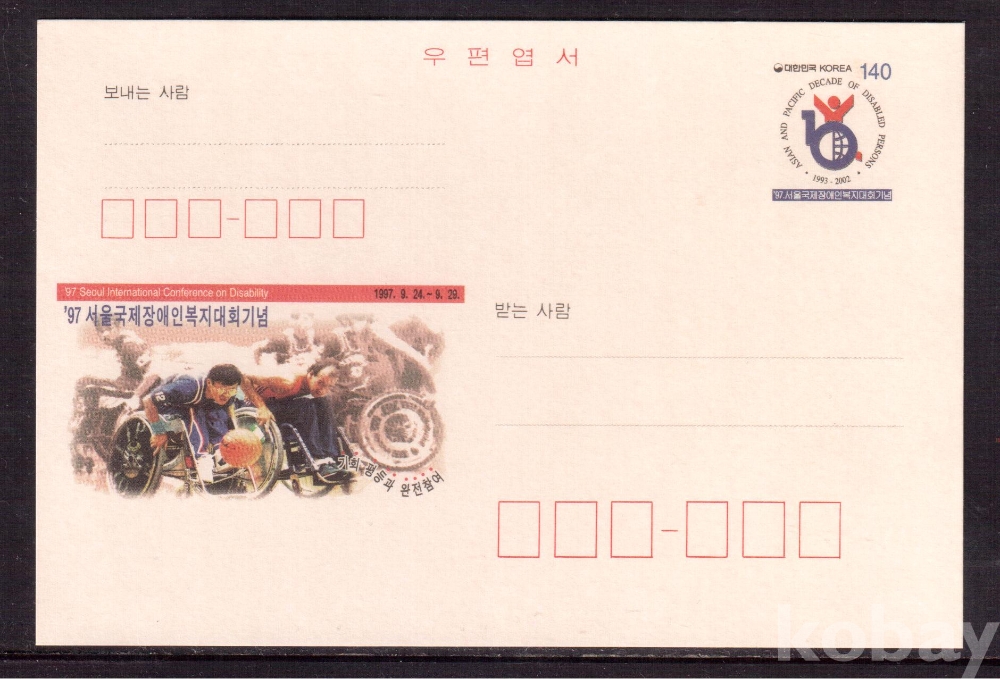 우편엽서
보내는 사람
대한민국 KOREA 140
ASIAN AND PACIFIC DECADE OF DISABLED PERSONS
• 1993 - 2002 •
'97.서울국제장애인복지대회기념
'97 Seoul International Conference on Disability
1997. 9. 24. - 9. 29.
'97 서울국제장애인복지대회기념
기회 평등과 완전참여
받는 사람
kobay